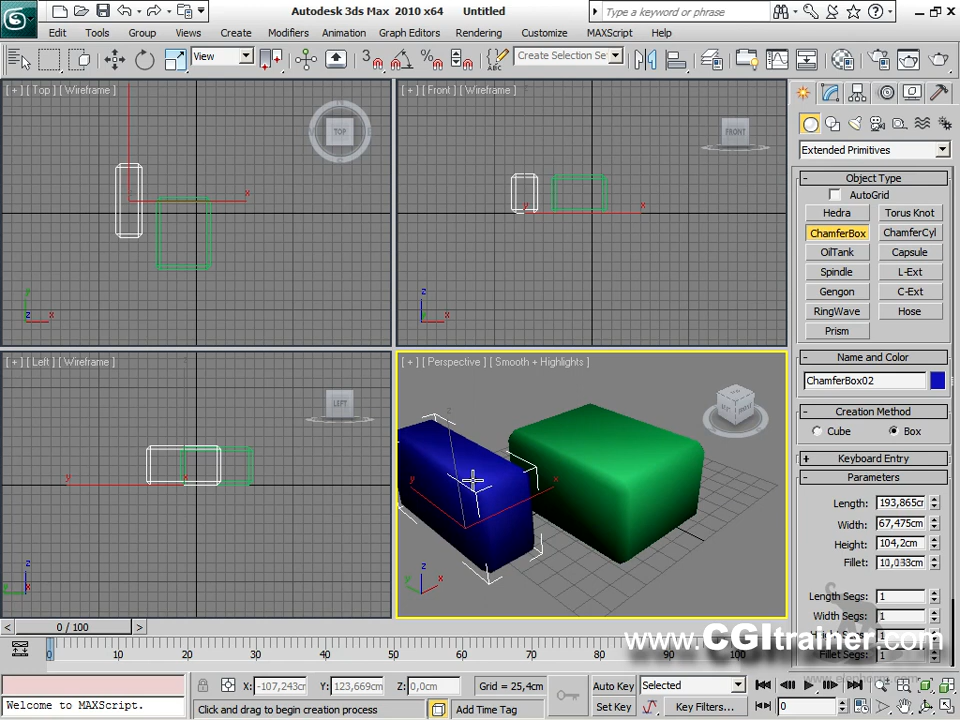 Autodesk 3ds Max 2010 x64 Untitled
Type a keyword or phrase
Edit Tools Group Views Create Modifiers Animation Graph Editors Rendering Customize MAXScript Help
View
Create Selection Se
[ + ] [ Top ] [ Wireframe ]
TOP
x
y
z x
[ + ] [ Front ] [ Wireframe ]
FRONT
x
y
z
x
[ + ] [ Left ] [ Wireframe ]
LEFT
y
x
z
y
[ + ] [ Perspective ] [ Smooth + Highlights ]
y
x
z
y x
Extended Primitives
- Object Type
AutoGrid
Hedra Torus Knot
ChamferBox ChamferCyl
OilTank Capsule
Spindle L-Ext
Gengon C-Ext
RingWave Hose
Prism
- Name and Color
ChamferBox02
- Creation Method
Cube Box
+ Keyboard Entry
- Parameters
Length: 193,865cr
Width: 67,475cm
Height: 104,2cm
Fillet:
Length Segs: 1
Width Segs: 1
1
Fillet Segs: 1
www.CGItrainer.com
< 0 / 100 >
0 10 20 30 40 50 60 70 80 90 100
X: -107,243cm Y: 123,669cm Z: 0,0cm Grid = 25,4cm Auto Key Selected
Welcome to MAXScript. Click and drag to begin creation process Add Time Tag Set Key Key Filters... 0